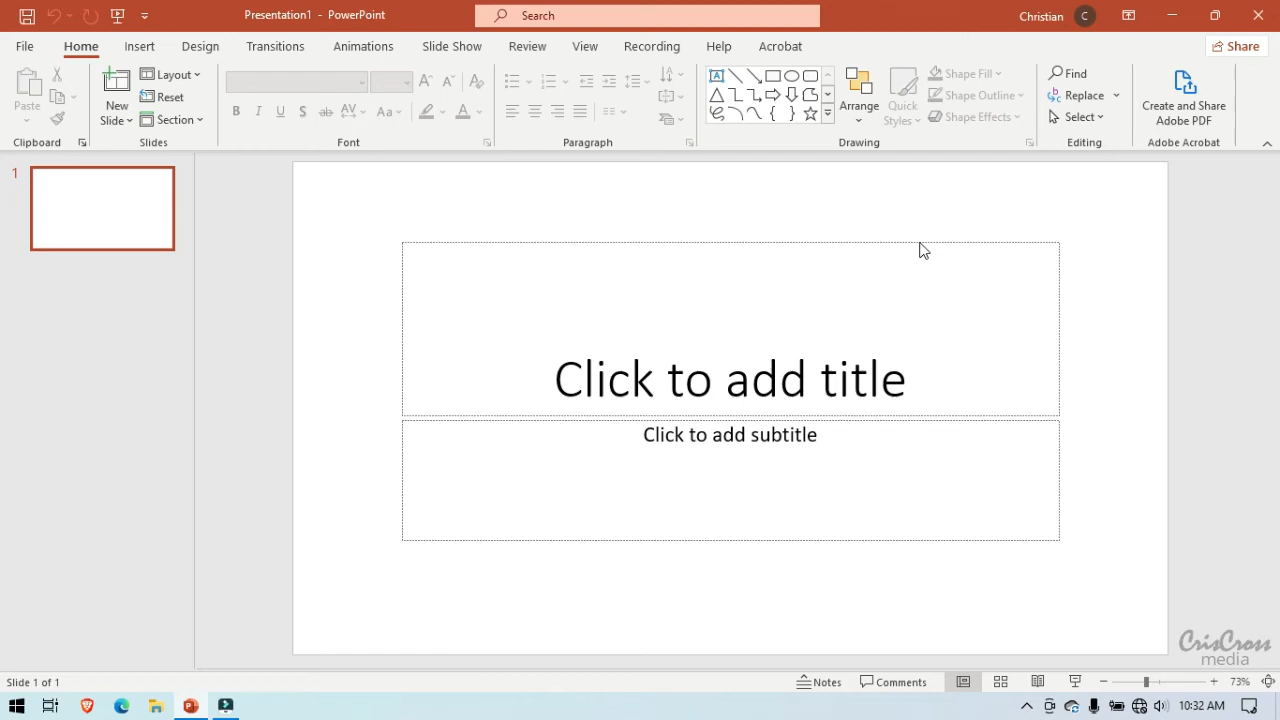 Presentation1 - PowerPoint
Search
Christian
C
File
Home
Insert
Design
Transitions
Animations
Slide Show
Review
View
Recording
Help
Acrobat
Share
Paste
Clipboard
New
Slide
Layout
Reset
Section
Slides
B I U S ab AV Aa A
Font
Paragraph
Arrange
Quick
Styles
Shape Fill
Shape Outline
Shape Effects
Drawing
Find
Replace
Select
Editing
Create and Share
Adobe PDF
Adobe Acrobat
1
Click to add title
Click to add subtitle
CrisCross
media
Slide 1 of 1
Notes
Comments
73%
10:32 AM